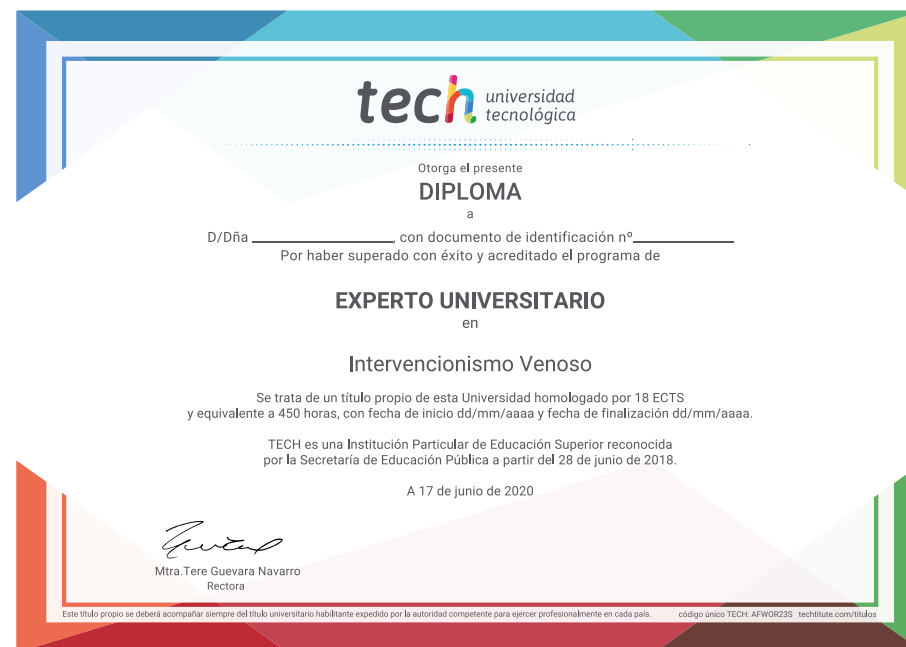 tech universidad
tecnológica
Otorga el presente
DIPLOMA
a
D/Dña ____________________, con documento de identificación nº______________
Por haber superado con éxito y acreditado el programa de
EXPERTO UNIVERSITARIO
en
Intervencionismo Venoso
Se trata de un título propio de esta Universidad homologado por 18 ECTS
y equivalente a 450 horas, con fecha de inicio dd/mm/aaaa y fecha de finalización dd/mm/aaaa.
TECH es una Institución Particular de Educación Superior reconocida
por la Secretaría de Educación Pública a partir del 28 de junio de 2018.
A 17 de junio de 2020
Mtra.Tere Guevara Navarro
Rectora
Este título propio se deberá acompañar siempre del título universitario habilitante expedido por la autoridad competente para ejercer profesionalmente en cada país. código único TECH: AFWOR23S techtitute.com/titulos